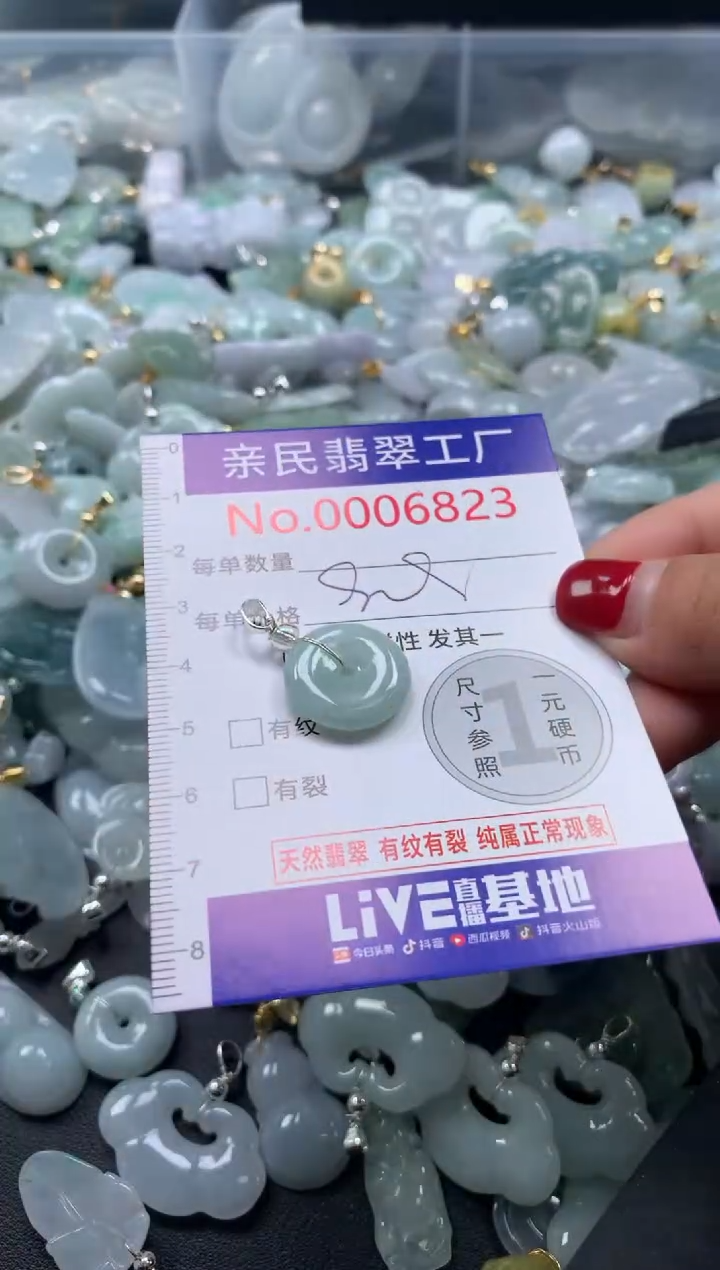 亲民翡翠工厂
No.0006823
每单数量
每单 格
性 发其一
有纹
有裂
尺寸参照
1
一元硬币
天然翡翠 有纹有裂 纯属正常现象
LiVE直播基地
今日头条 抖音 西瓜视频 抖音火山版
0
1
2
3
4
5
6
7
8